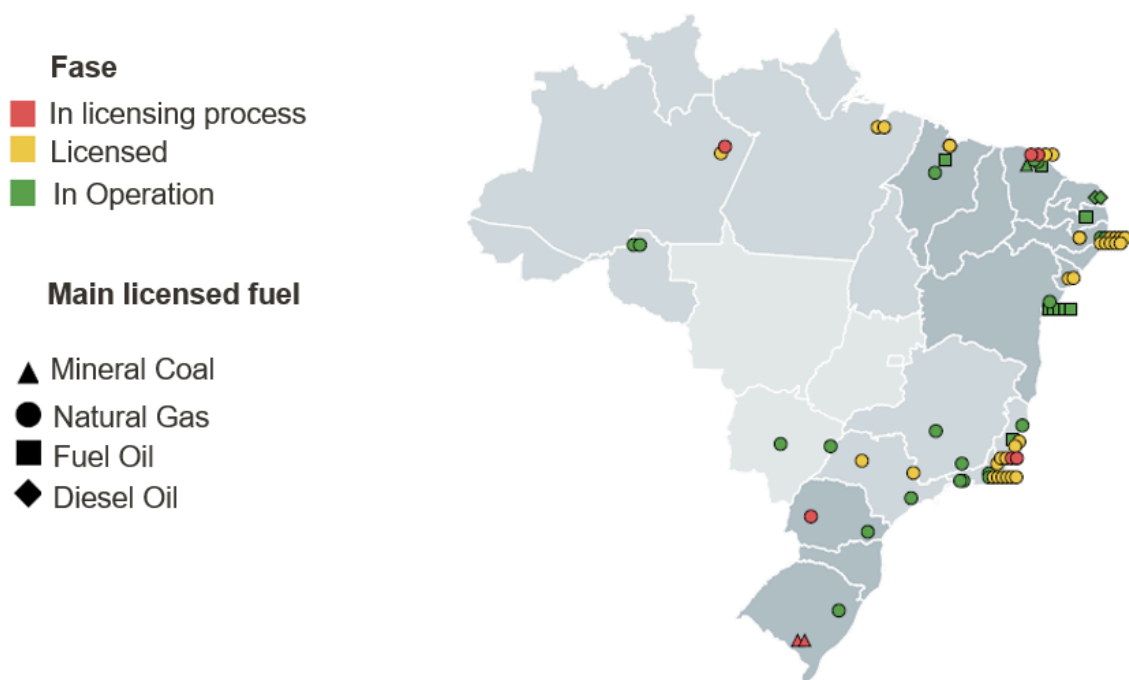 Fase
In licensing process
Licensed
In Operation
Main licensed fuel
Mineral Coal
Natural Gas
Fuel Oil
Diesel Oil